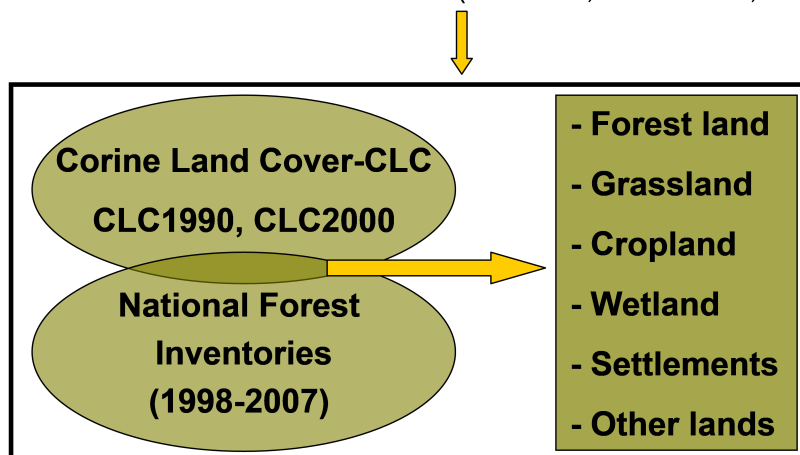 Corine Land Cover-CLC
CLC1990, CLC2000
National Forest
Inventories
(1998-2007)
- Forest land
- Grassland
- Cropland
- Wetland
- Settlements
- Other lands